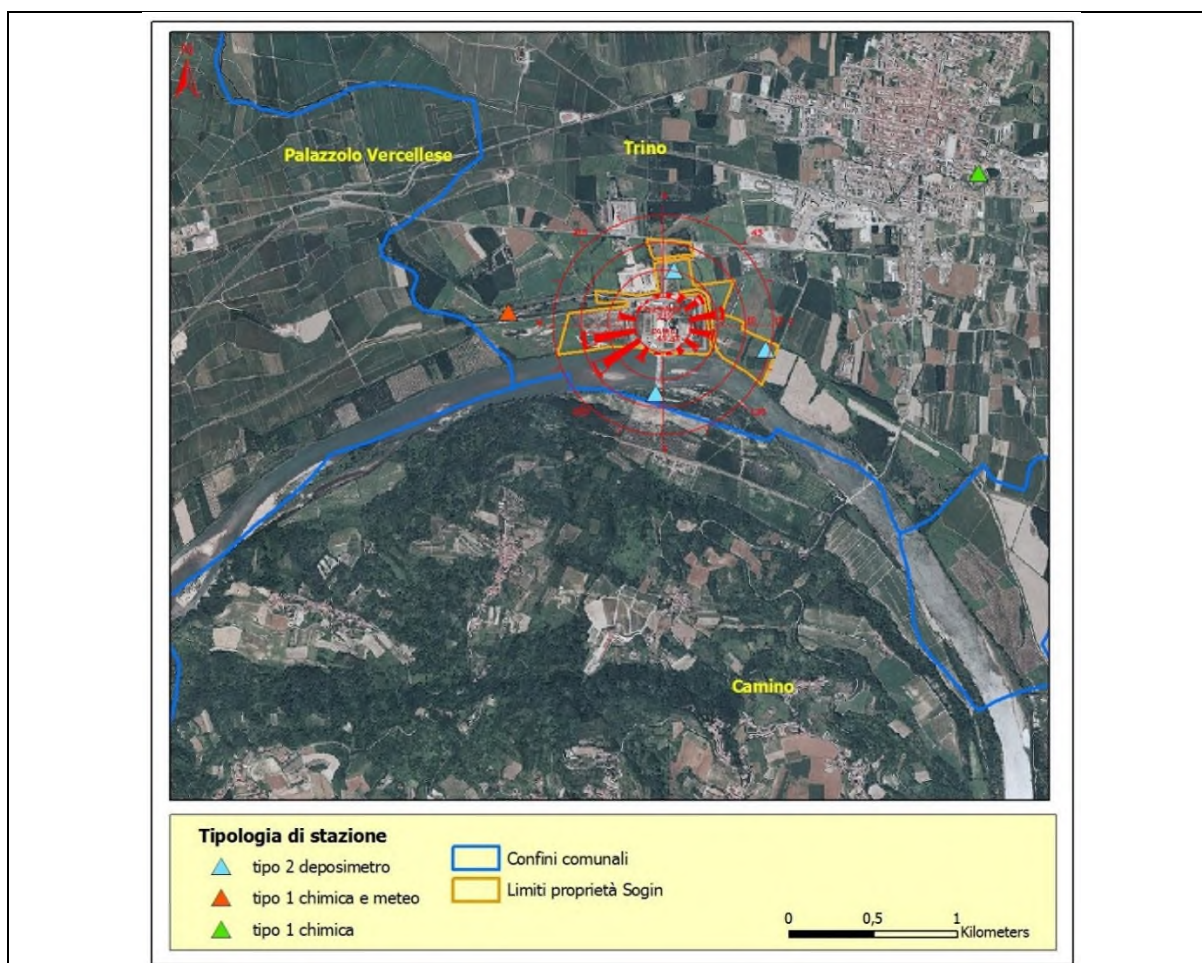 Palazzolo Vercellese
Trino
Camino
Tipologia di stazione
tipo 2 deposimetro
tipo 1 chimica e meteo
tipo 1 chimica
Confini comunali
Limiti proprietà Sogin
0 0,5 1
Kilometers